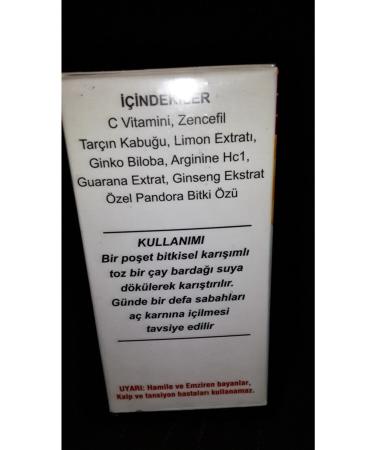 İÇİNDEKİLER
C Vitamini, Zencefil
Tarçın Kabuğu, Limon Extratı,
Ginko Biloba, Arginine Hc1,
Guarana Extrat, Ginseng Ekstrat
Özel Pandora Bitki Özü
KULLANIMI
Bir poşet bitkisel karışımlı
toz bir çay bardağı suya
dökülerek karıştırılır.
Günde bir defa sabahları
aç karnına içilmesi
tavsiye edilir
UYARI: Hamile ve Emziren bayanlar,
Kalp ve tansiyon hastaları kullanamaz.